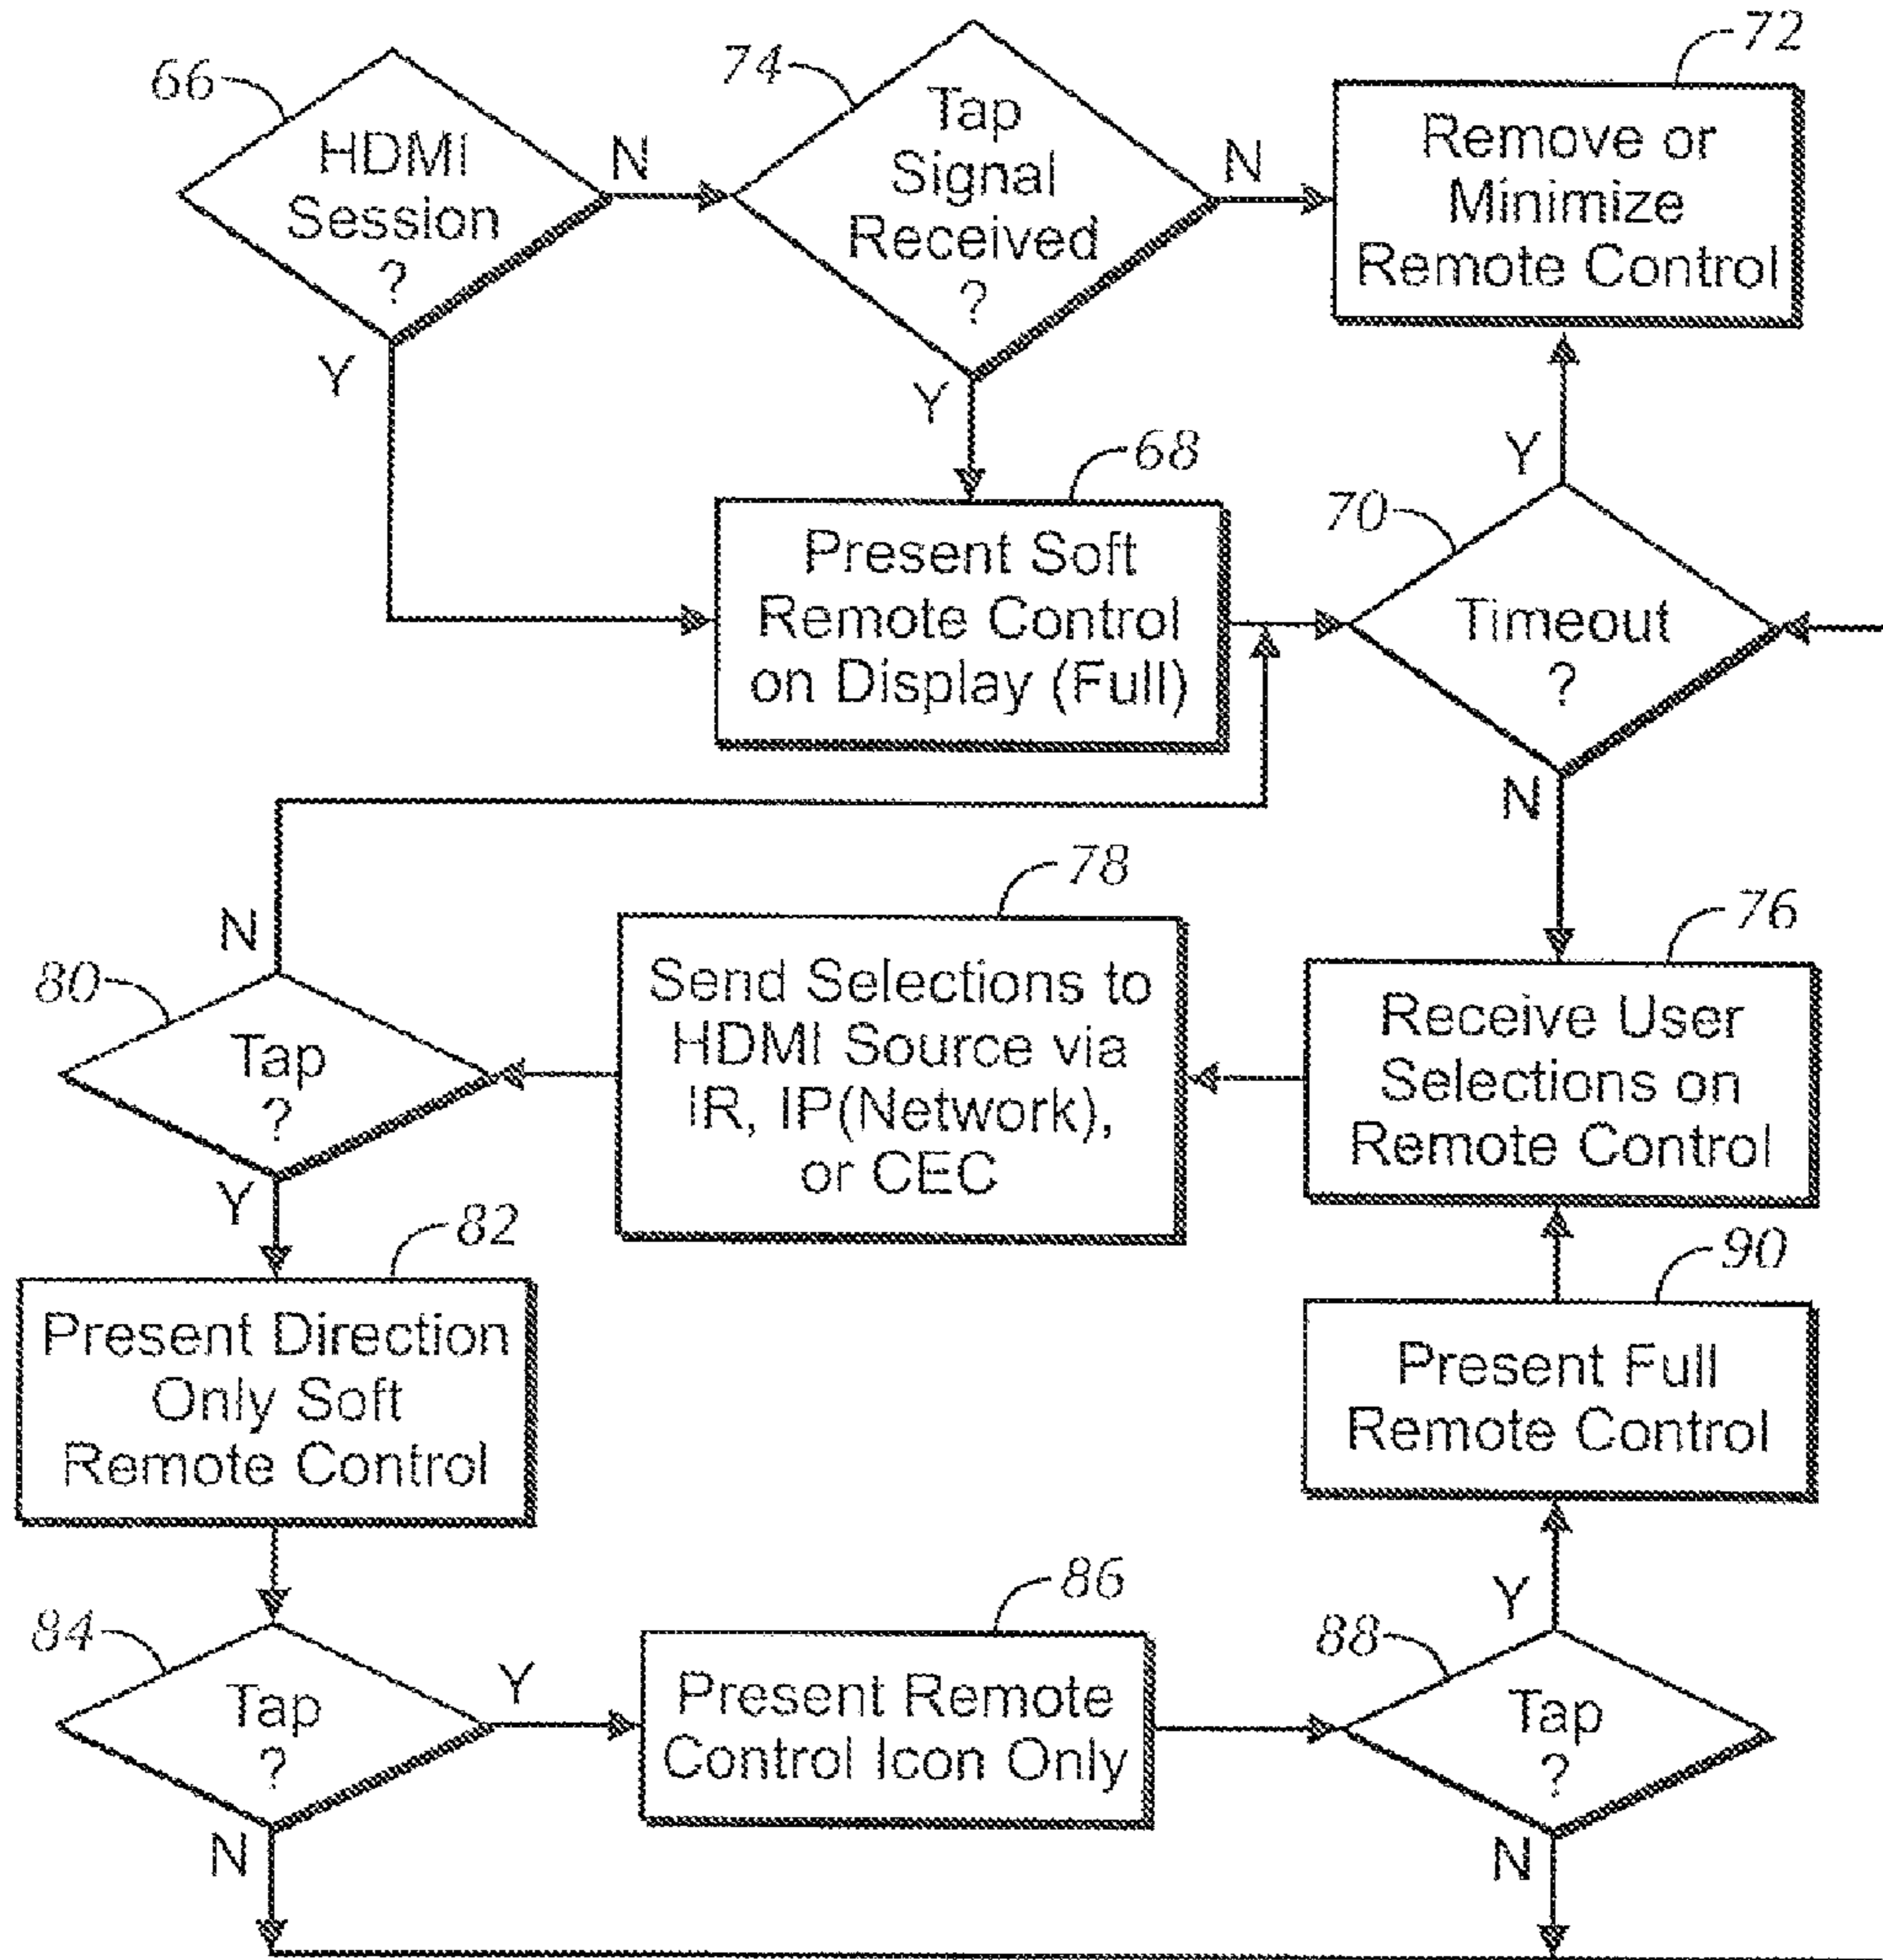 66
HDMI
Session
?
N
Y
74
Tap
Signal
Received
?
N
Y
72
Remove or
Minimize
Remote Control
68
Present Soft
Remote Control
on Display (Full)
70
Timeout
?
Y
N
80
Tap
?
N
Y
78
Send Selections to
HDMI Source via
IR, IP(Network),
or CEC
76
Receive User
Selections on
Remote Control
82
Present Direction
Only Soft
Remote Control
90
Present Full
Remote Control
84
Tap
?
Y
N
86
Present Remote
Control Icon Only
88
Tap
?
Y
N